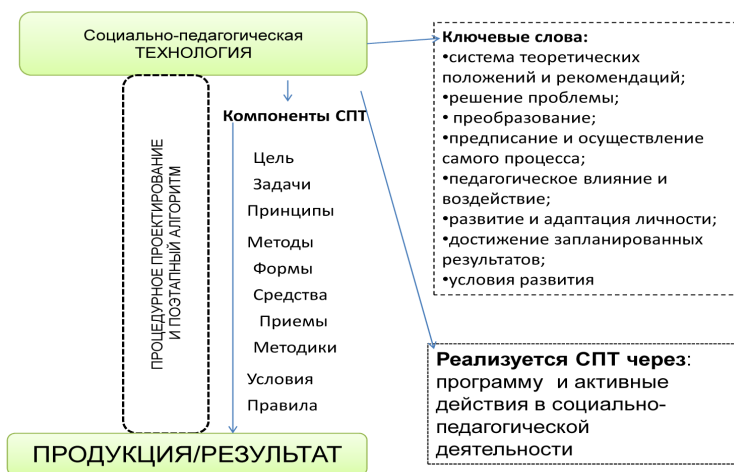 Социально-педагогическая
ТЕХНОЛОГИЯ
ПРОЦЕДУРНОЕ ПРОЕКТИРОВАНИЕ
И ПОЭТАПНЫЙ АЛГОРИТМ
Компоненты СПТ
Цель
Задачи
Принципы
Методы
Формы
Средства
Приемы
Методики
Условия
Правила
ПРОДУКЦИЯ/РЕЗУЛЬТАТ
Ключевые слова:
•система теоретических
положений и рекомендаций;
•решение проблемы;
• преобразование;
•предписание и осуществление
самого процесса;
•педагогическое влияние и
воздействие;
•развитие и адаптация личности;
•достижение запланированных
результатов;
•условия развития
Реализуется СПТ через:
программу и активные
действия в социально-
педагогической
деятельности